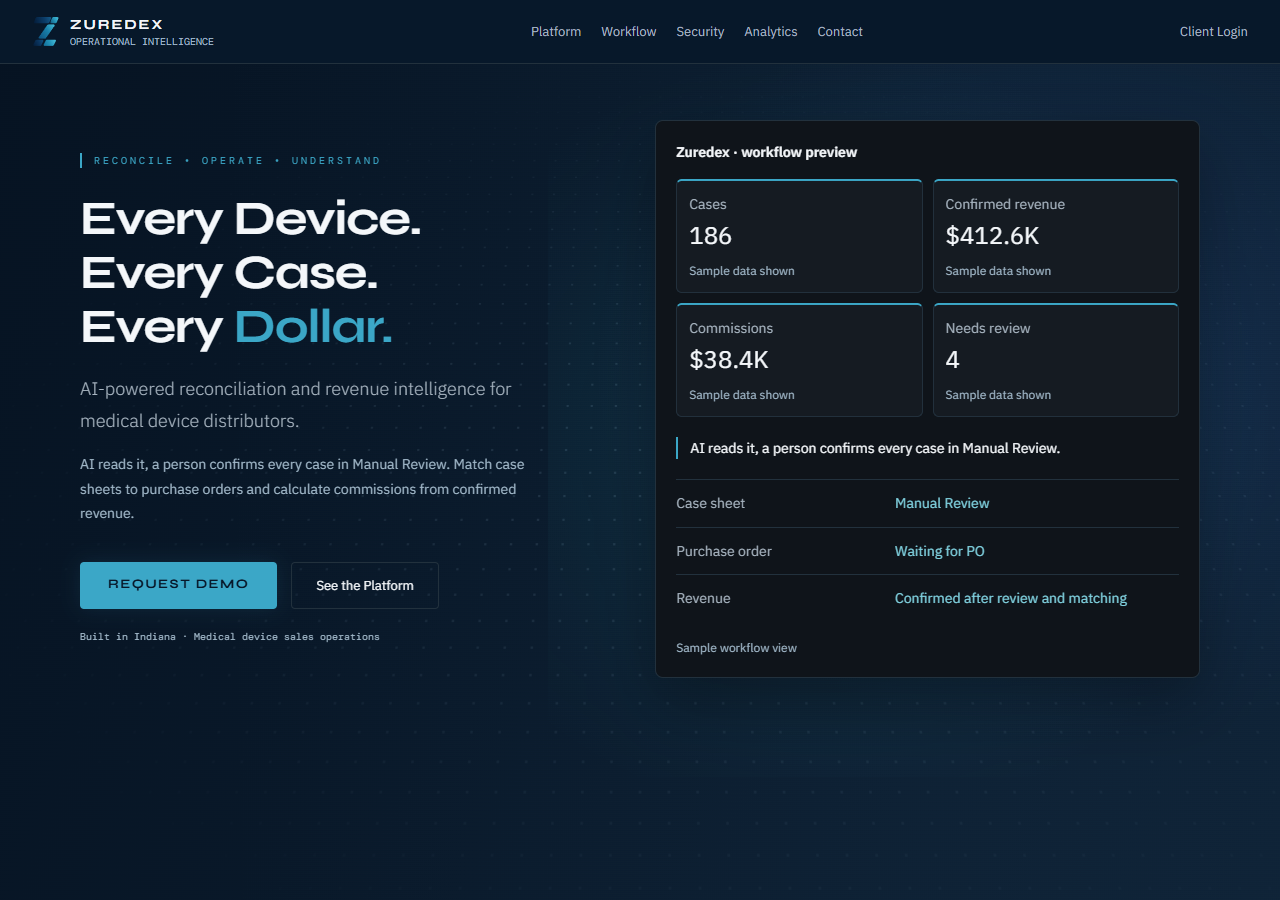 ZUREDEX
OPERATIONAL INTELLIGENCE
Platform Workflow Security Analytics Contact
Client Login
RECONCILE • OPERATE • UNDERSTAND
Every Device.
Every Case.
Every Dollar.
AI-powered reconciliation and revenue intelligence for
medical device distributors.
AI reads it, a person confirms every case in Manual Review. Match case
sheets to purchase orders and calculate commissions from confirmed
revenue.
REQUEST DEMO
See the Platform
Built in Indiana · Medical device sales operations
Zuredex · workflow preview
Cases
186
Sample data shown
Confirmed revenue
$412.6K
Sample data shown
Commissions
$38.4K
Sample data shown
Needs review
4
Sample data shown
AI reads it, a person confirms every case in Manual Review.
Case sheet Manual Review
Purchase order Waiting for PO
Revenue Confirmed after review and matching
Sample workflow view